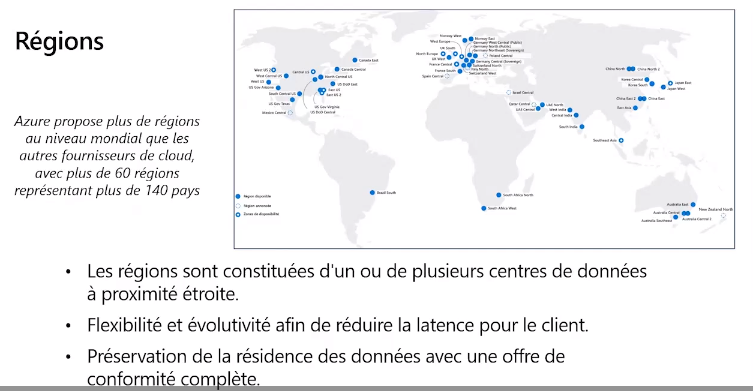 Régions
Azure propose plus de régions
au niveau mondial que les
autres fournisseurs de cloud,
avec plus de 60 régions
représentant plus de 140 pays
Norway West
Norway East
West Europe
Germany West Central (Public)
Germany North (Public)
UK South
Germany Northeast (Sovereign)
North Europe
Finland Central
UK West
Germany Central (Sovereign)
France Central
Switzerland North
Italy North
France South
Switzerland West
Spain Central
Canada East
West US 2
Central US
Canada Central
West Central US
North Central US
West US
US DoD East
US Gov Arizona
East US
South Central US
East US 2
US Gov Texas
US Gov Virginia
US DoD Central
Mexico Central
China North
China North 2
Korea Central
Japan East
Korea South
Japan West
Israel Central
Qatar Central
UAE North
UAE Central
West India
Central India
China East 2
China East
East Asia
South India
Southeast Asia
Région disponible
Région annoncée
Zones de disponibilité
Brazil South
South Africa North
South Africa West
Australia East
New Zealand North
Australia Central
Australia Southeast
Australia Central 2
• Les régions sont constituées d'un ou de plusieurs centres de données
à proximité étroite.
• Flexibilité et évolutivité afin de réduire la latence pour le client.
• Préservation de la résidence des données avec une offre de
conformité complète.